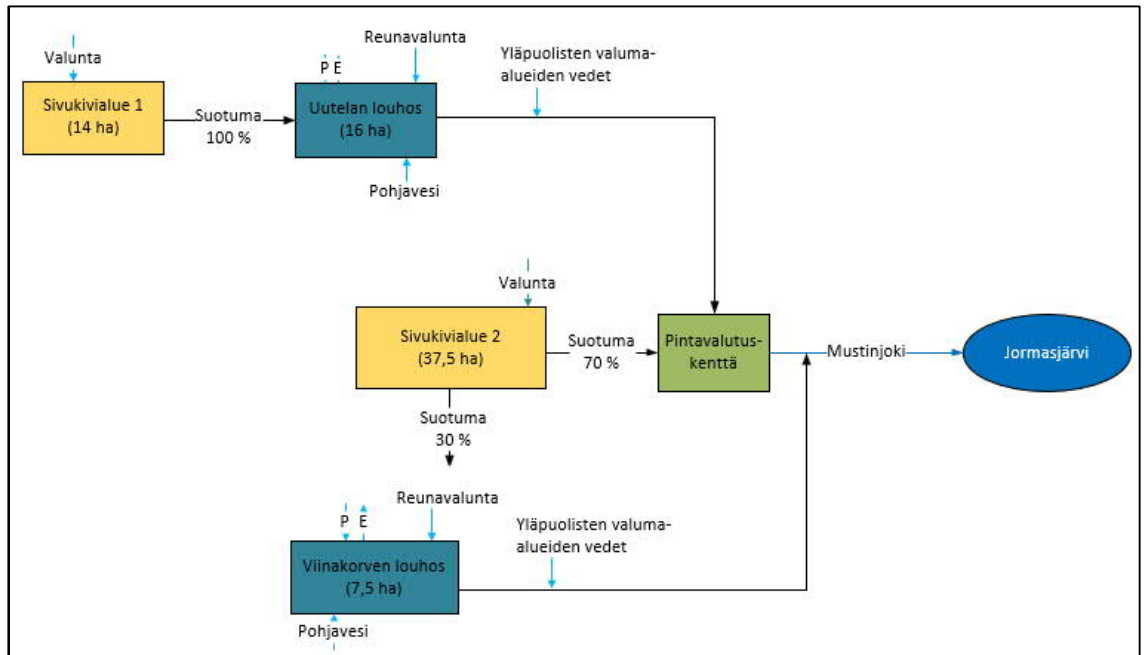 Valunta
Sivukivialue 1
(14 ha)
Suotuma
100 %
P E
Reunavalunta
Uutelan louhos
(16 ha)
Pohjavesi
Yläpuolisten valuma-
alueiden vedet
Valunta
Sivukivialue 2
(37,5 ha)
Suotuma
70 %
Pintavalutus-
kenttä
Mustinjoki
Jormasjärvi
Suotuma
30 %
P E
Reunavalunta
Viinakorven louhos
(7,5 ha)
Pohjavesi
Yläpuolisten valuma-
alueiden vedet